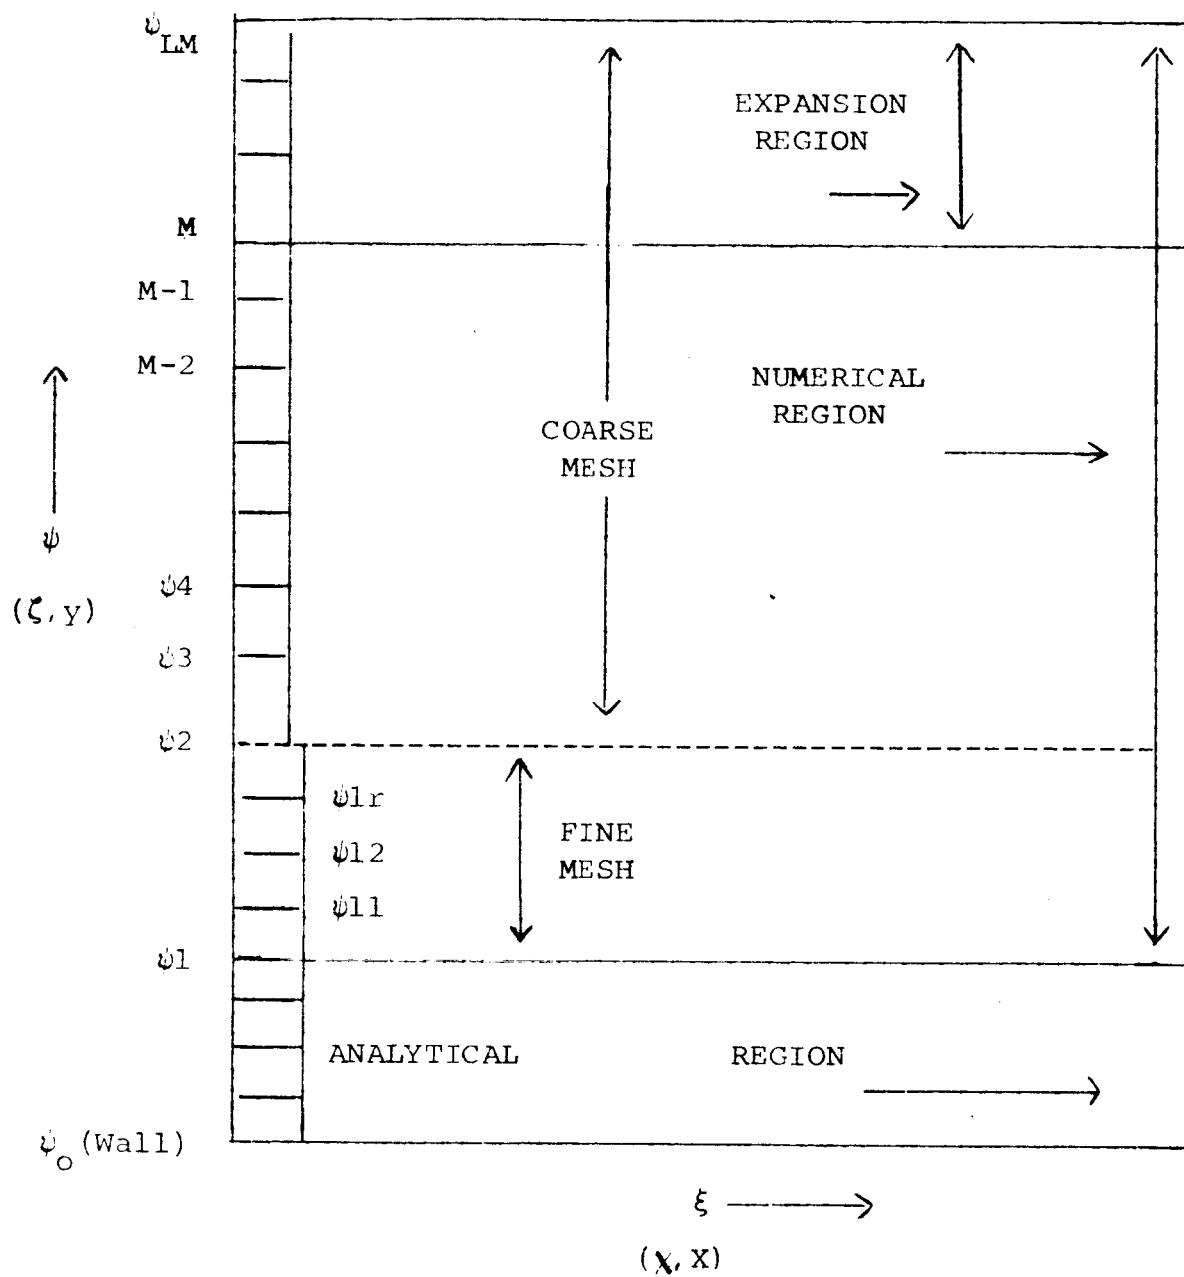 ψLM
EXPANSION
REGION
M
M-1
M-2
NUMERICAL
REGION
COARSE
MESH
ψ
(ζ,y)
ψ4
ψ3
ψ2
ψ1r
ψ12
ψ11
FINE
MESH
ψ1
ANALYTICAL REGION
ψo(Wall)
ξ
(χ,X)